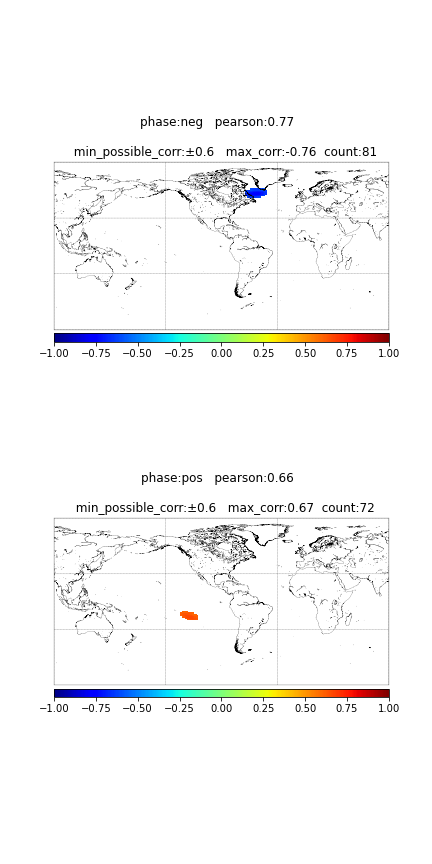 phase:neg   pearson:0.77
min_possible_corr:±0.6   max_corr:-0.76  count:81
−1.00 −0.75 −0.50 −0.25 0.00 0.25 0.50 0.75 1.00
phase:pos   pearson:0.66
min_possible_corr:±0.6   max_corr:0.67  count:72
−1.00 −0.75 −0.50 −0.25 0.00 0.25 0.50 0.75 1.00